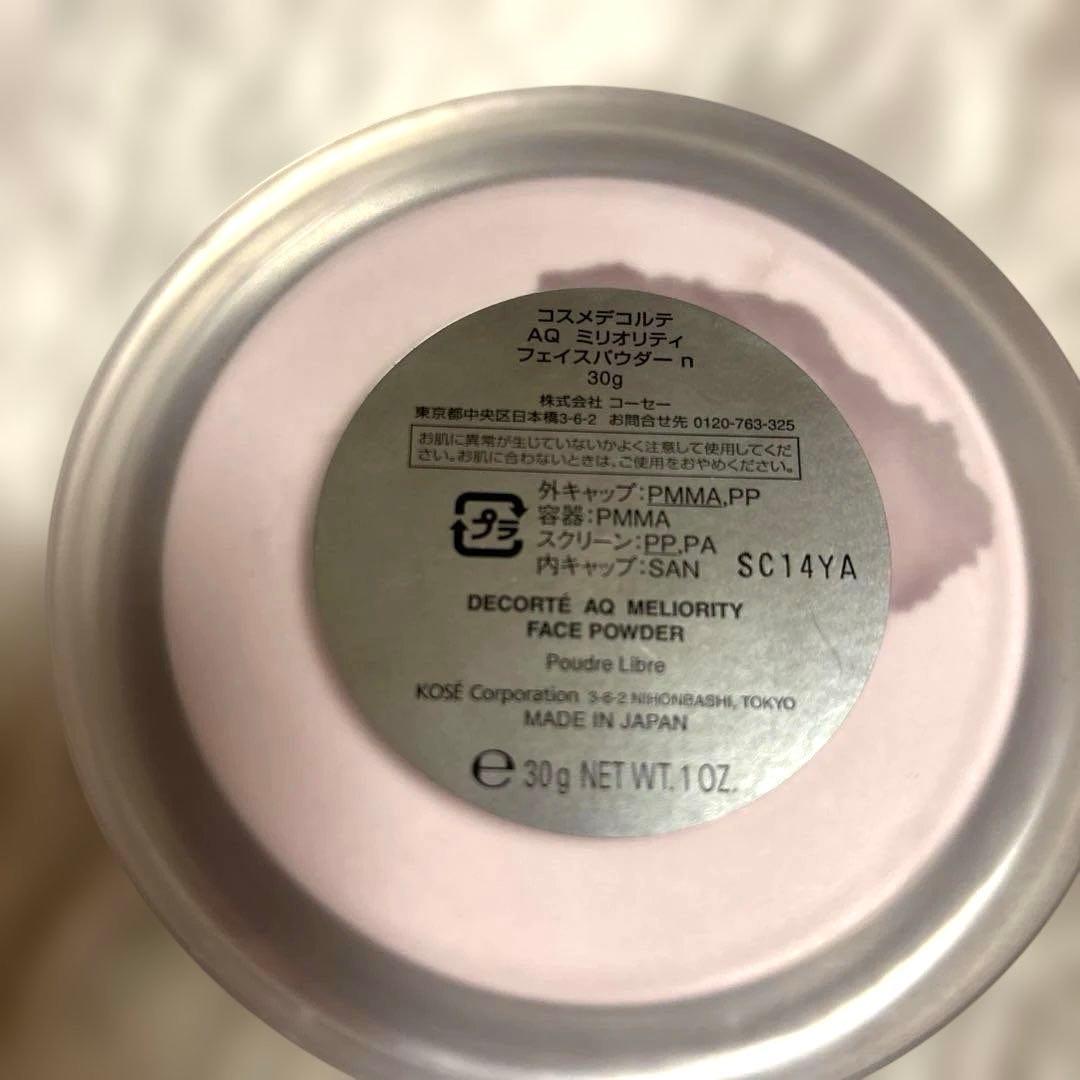 コスメデコルテ
AQ ミリオリティ
フェイスパウダー n
30g
株式会社 コーセー
東京都中央区日本橋3-6-2 お問合せ先 0120-763-325
お肌に異常が生じていないかよく注意して使用してくだ
さい。お肌に合わないときは、ご使用をおやめください。
プラ
外キャップ:PMMA,PP
容器:PMMA
スクリーン:PP,PA
内キャップ:SAN SC14YA
DECORTÉ AQ MELIORITY
FACE POWDER
Poudre Libre
KOSÉ Corporation 3-6-2 NIHONBASHI, TOKYO
MADE IN JAPAN
℮ 30g NET WT. 1 OZ.